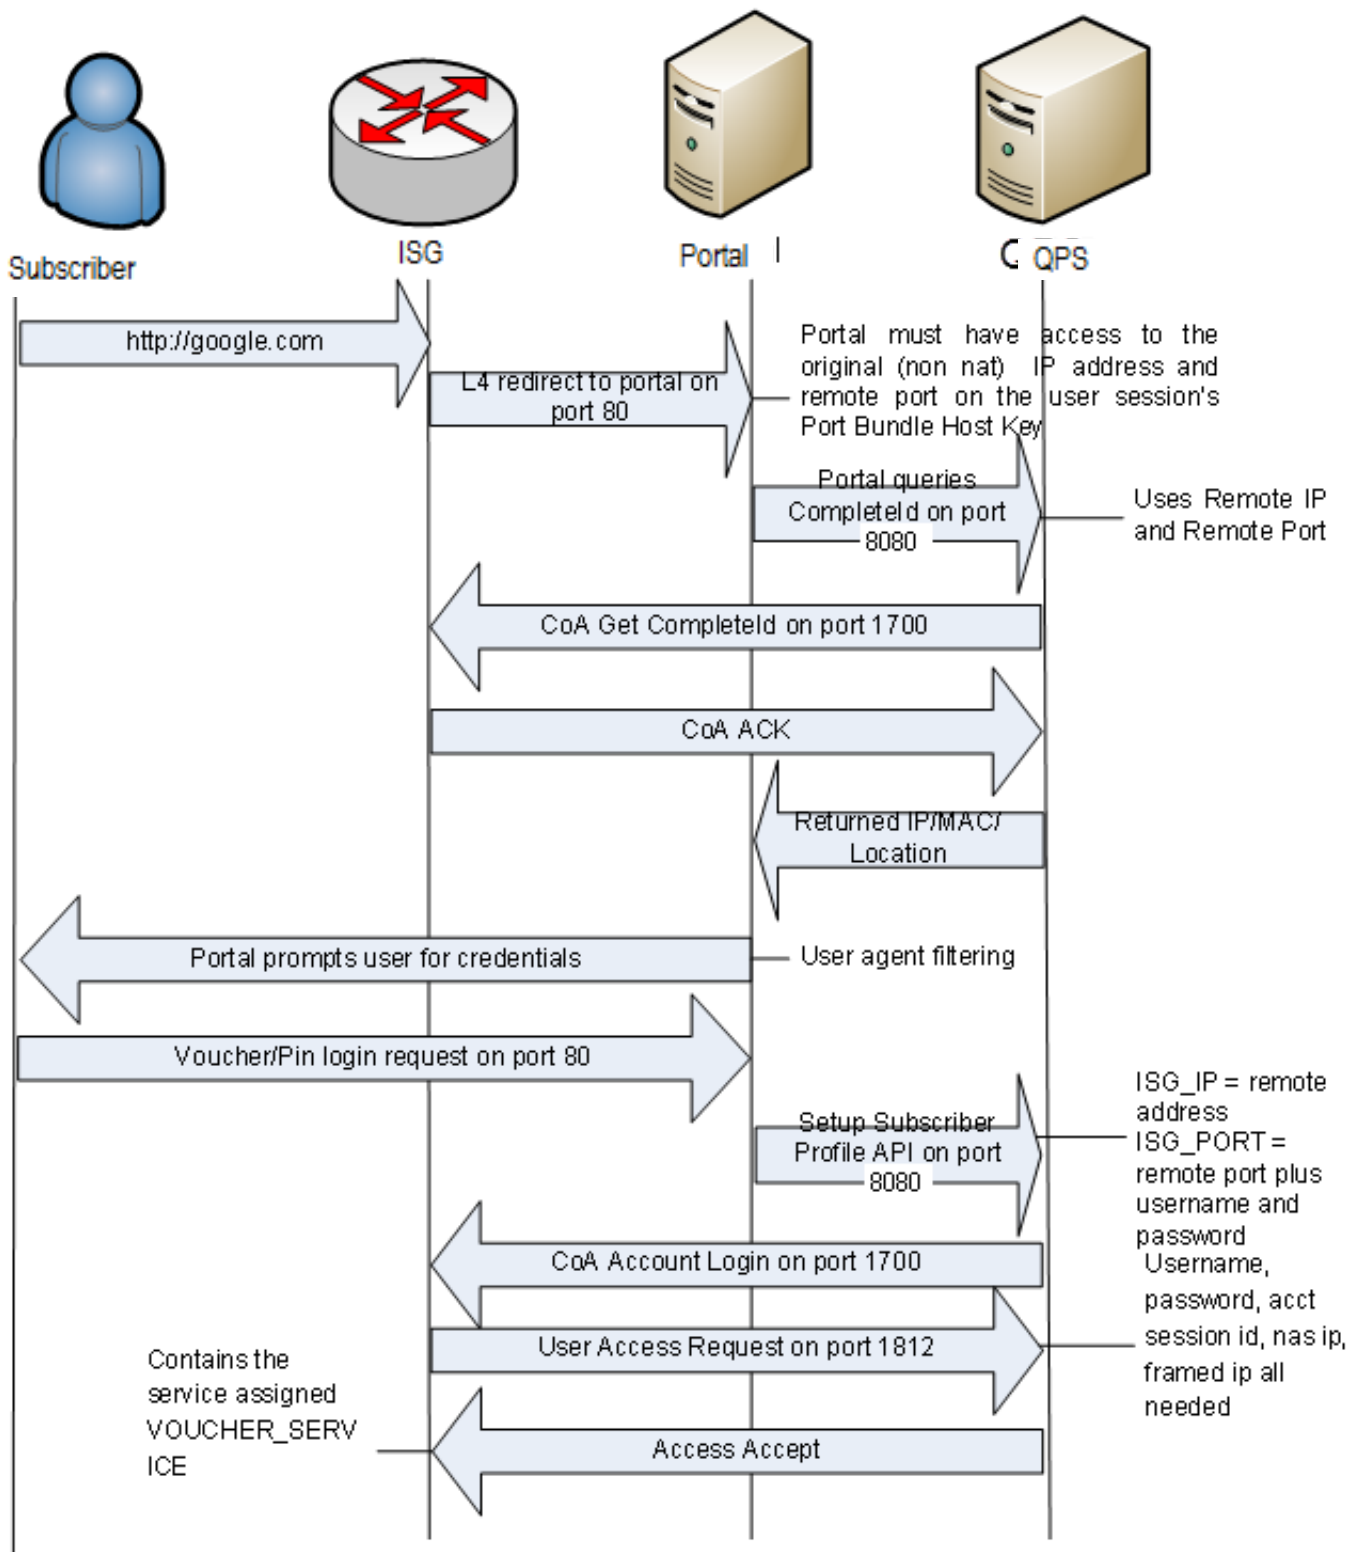 Subscriber
ISG
Portal
QPS
http://google.com
L4 redirect to portal on
port 80
Portal must have access to the
original (non nat) IP address and
remote port on the user session's
Port Bundle Host Key
Portal queries
CompleteId on port
8080
Uses Remote IP
and Remote Port
CoA Get CompleteId on port 1700
CoA ACK
Returned IP/MAC/
Location
Portal prompts user for credentials
User agent filtering
Voucher/Pin login request on port 80
Setup Subscriber
Profile API on port
8080
ISG_IP = remote
address
ISG_PORT =
remote port plus
username and
password
CoA Account Login on port 1700
Username,
password, acct
session id, nas ip,
framed ip all
needed
User Access Request on port 1812
Contains the
service assigned
VOUCHER_SERV
ICE
Access Accept